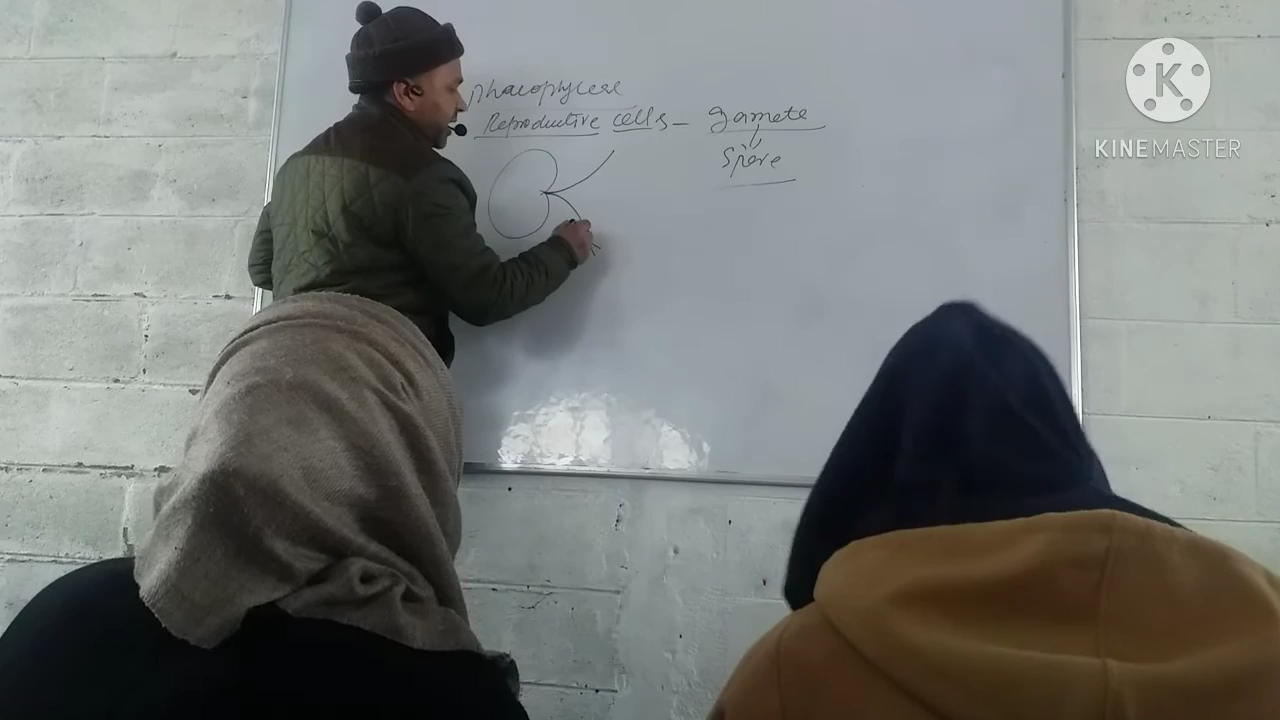 phaeophyceae
Reproductive cells – gamete
Spore
K
KINEMASTER